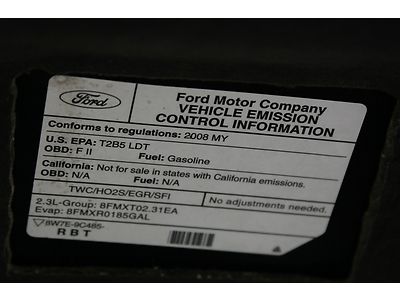 Ford
Ford Motor Company
VEHICLE EMISSION
CONTROL INFORMATION
Conforms to regulations: 2008 MY
U.S. EPA: T2B5 LDT
OBD: F II Fuel: Gasoline
California: Not for sale in states with California emissions.
OBD: N/A Fuel: N/A
TWC/HO2S/EGR/SFI
No adjustments needed.
2.3L-Group: 8FMXT02.31EA
Evap: 8FMXR0185GAL
8W7E-9C485-
RBT